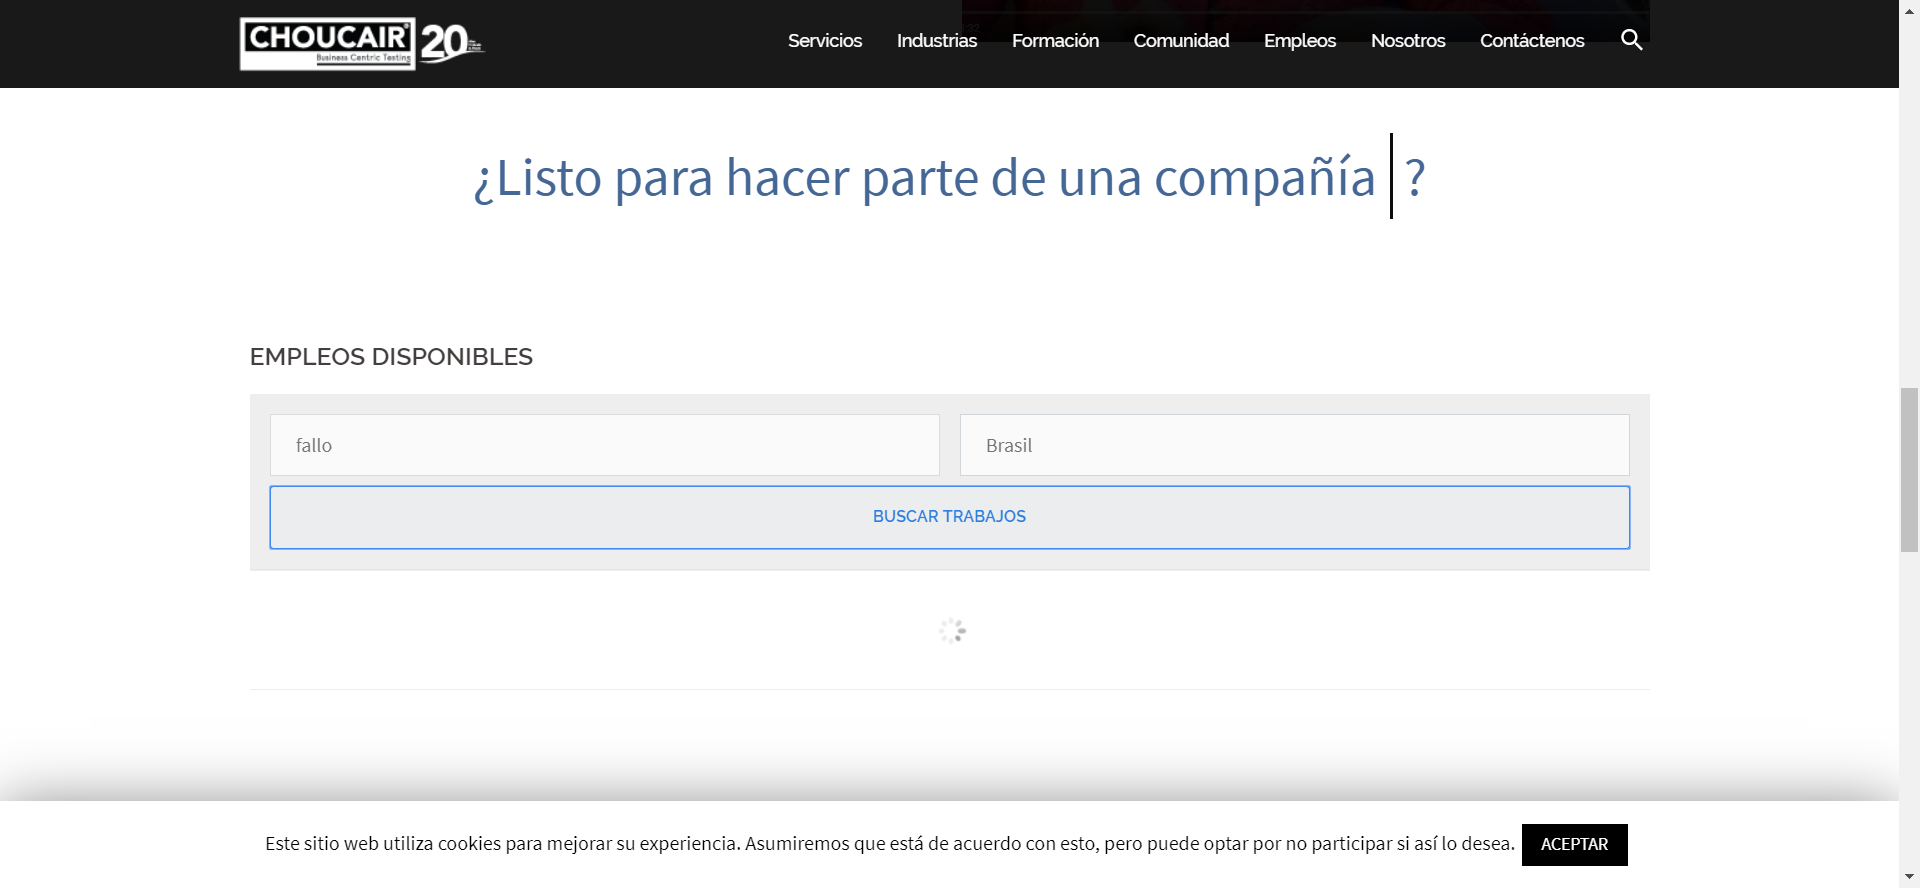 CHOUCAIR
Business Centric Testing
20
Servicios
Industrias
Formación
Comunidad
Empleos
Nosotros
Contáctenos
¿Listo para hacer parte de una compañía ?
EMPLEOS DISPONIBLES
fallo
Brasil
BUSCAR TRABAJOS
Este sitio web utiliza cookies para mejorar su experiencia. Asumiremos que está de acuerdo con esto, pero puede optar por no participar si así lo desea.
ACEPTAR